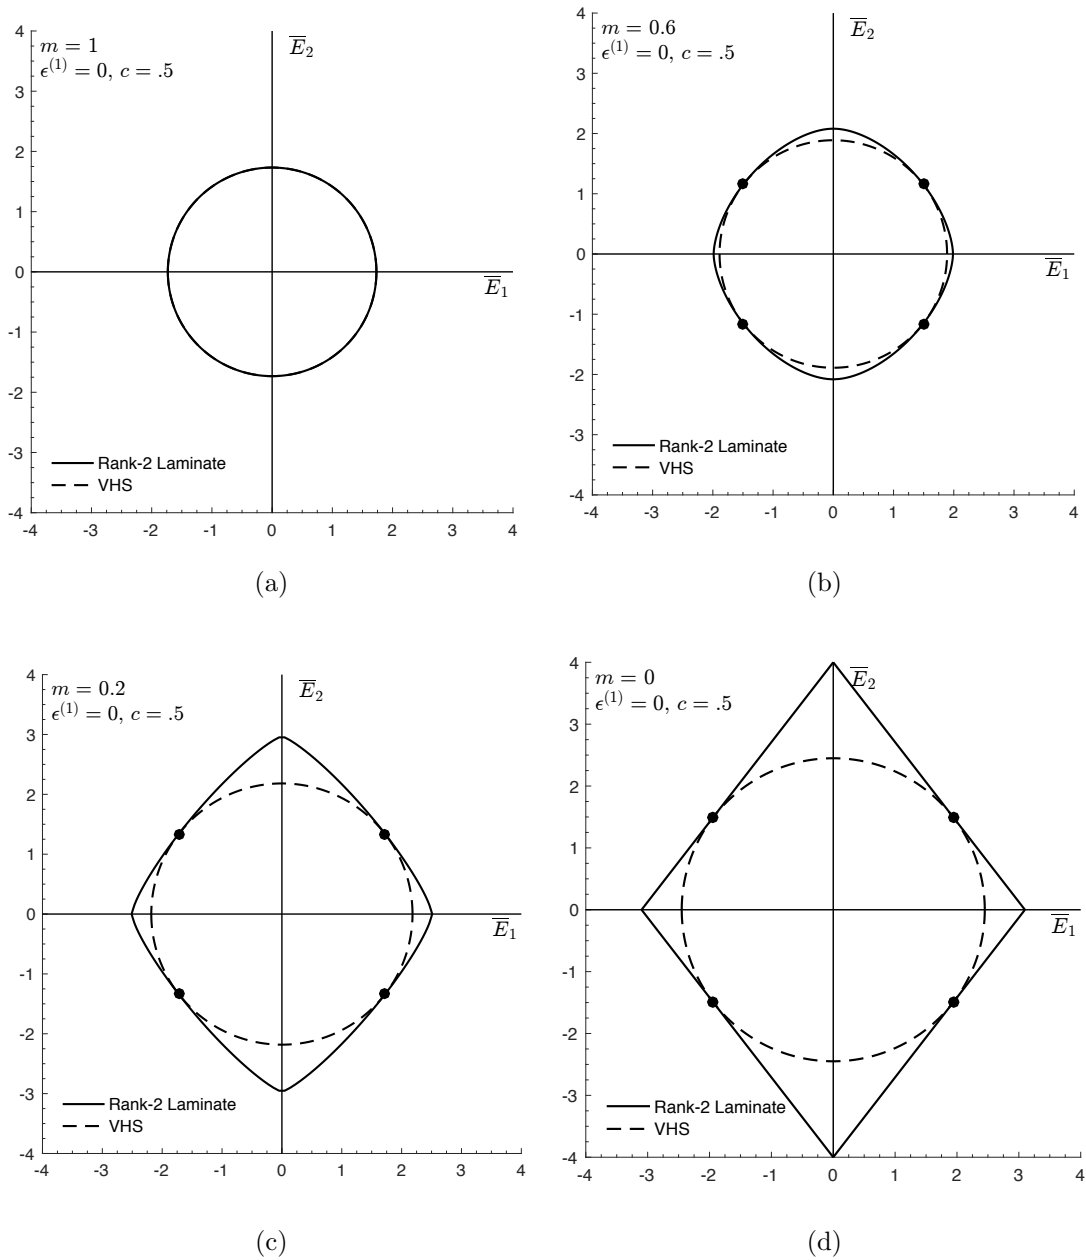 m = 1
ϵ⁽¹⁾ = 0, c = .5
E̅₂
E̅₁
4
3
2
1
0
-1
-2
-3
-4
-4 -3 -2 -1 0 1 2 3 4
Rank-2 Laminate
VHS
(a)
m = 0.6
ϵ⁽¹⁾ = 0, c = .5
E̅₂
E̅₁
4
3
2
1
0
-1
-2
-3
-4
-4 -3 -2 -1 0 1 2 3 4
Rank-2 Laminate
VHS
(b)
m = 0.2
ϵ⁽¹⁾ = 0, c = .5
E̅₂
E̅₁
4
3
2
1
0
-1
-2
-3
-4
-4 -3 -2 -1 0 1 2 3 4
Rank-2 Laminate
VHS
(c)
m = 0
ϵ⁽¹⁾ = 0, c = .5
E̅₂
E̅₁
4
3
2
1
0
-1
-2
-3
-4
-4 -3 -2 -1 0 1 2 3 4
Rank-2 Laminate
VHS
(d)